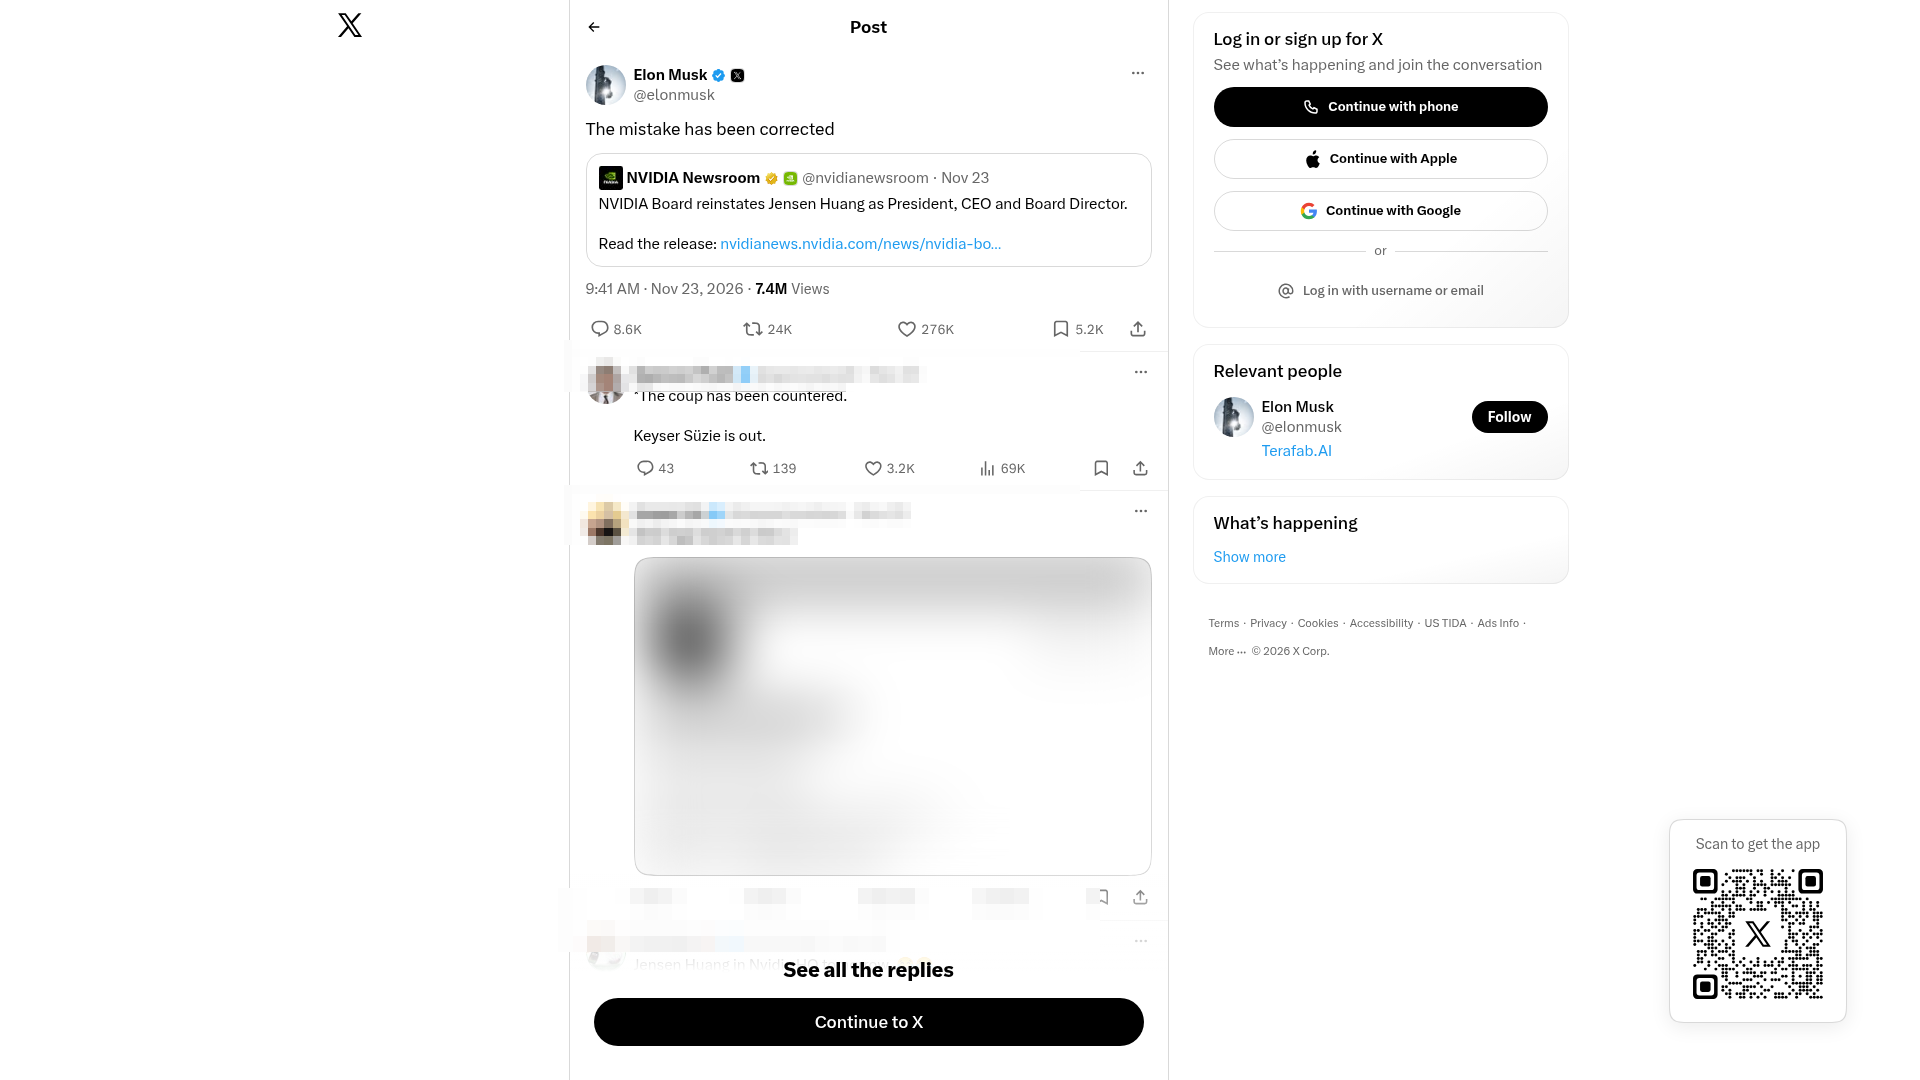 Post
Elon Musk
@elonmusk
The mistake has been corrected
NVIDIA Newsroom @nvidianewsroom · Nov 23
NVIDIA Board reinstates Jensen Huang as President, CEO and Board Director.
Read the release: nvidianews.nvidia.com/news/nvidia-bo…
9:41 AM · Nov 23, 2026 · 7.4M Views
8.6K 24K 276K 5.2K
*The coup has been countered.
Keyser Süzie is out.
43 139 3.2K 69K
Jensen Huang in Nvidia HQ
See all the replies
Continue to X
Log in or sign up for X
See what’s happening and join the conversation
Continue with phone
Continue with Apple
Continue with Google
or
Log in with username or email
Relevant people
Elon Musk
@elonmusk
Terafab.AI
Follow
What’s happening
Show more
Terms · Privacy · Cookies · Accessibility · US TIDA · Ads Info ·
More ··· © 2026 X Corp.
Scan to get the app